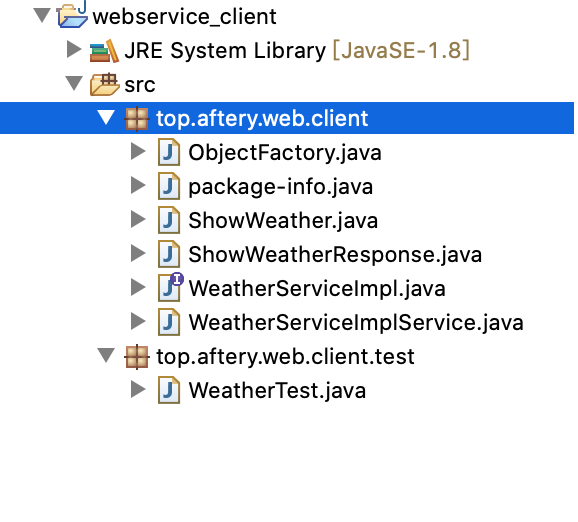 webservice_client
JRE System Library [JavaSE-1.8]
src
top.aftery.web.client
ObjectFactory.java
package-info.java
ShowWeather.java
ShowWeatherResponse.java
WeatherServiceImpl.java
WeatherServiceImplService.java
top.aftery.web.client.test
WeatherTest.java